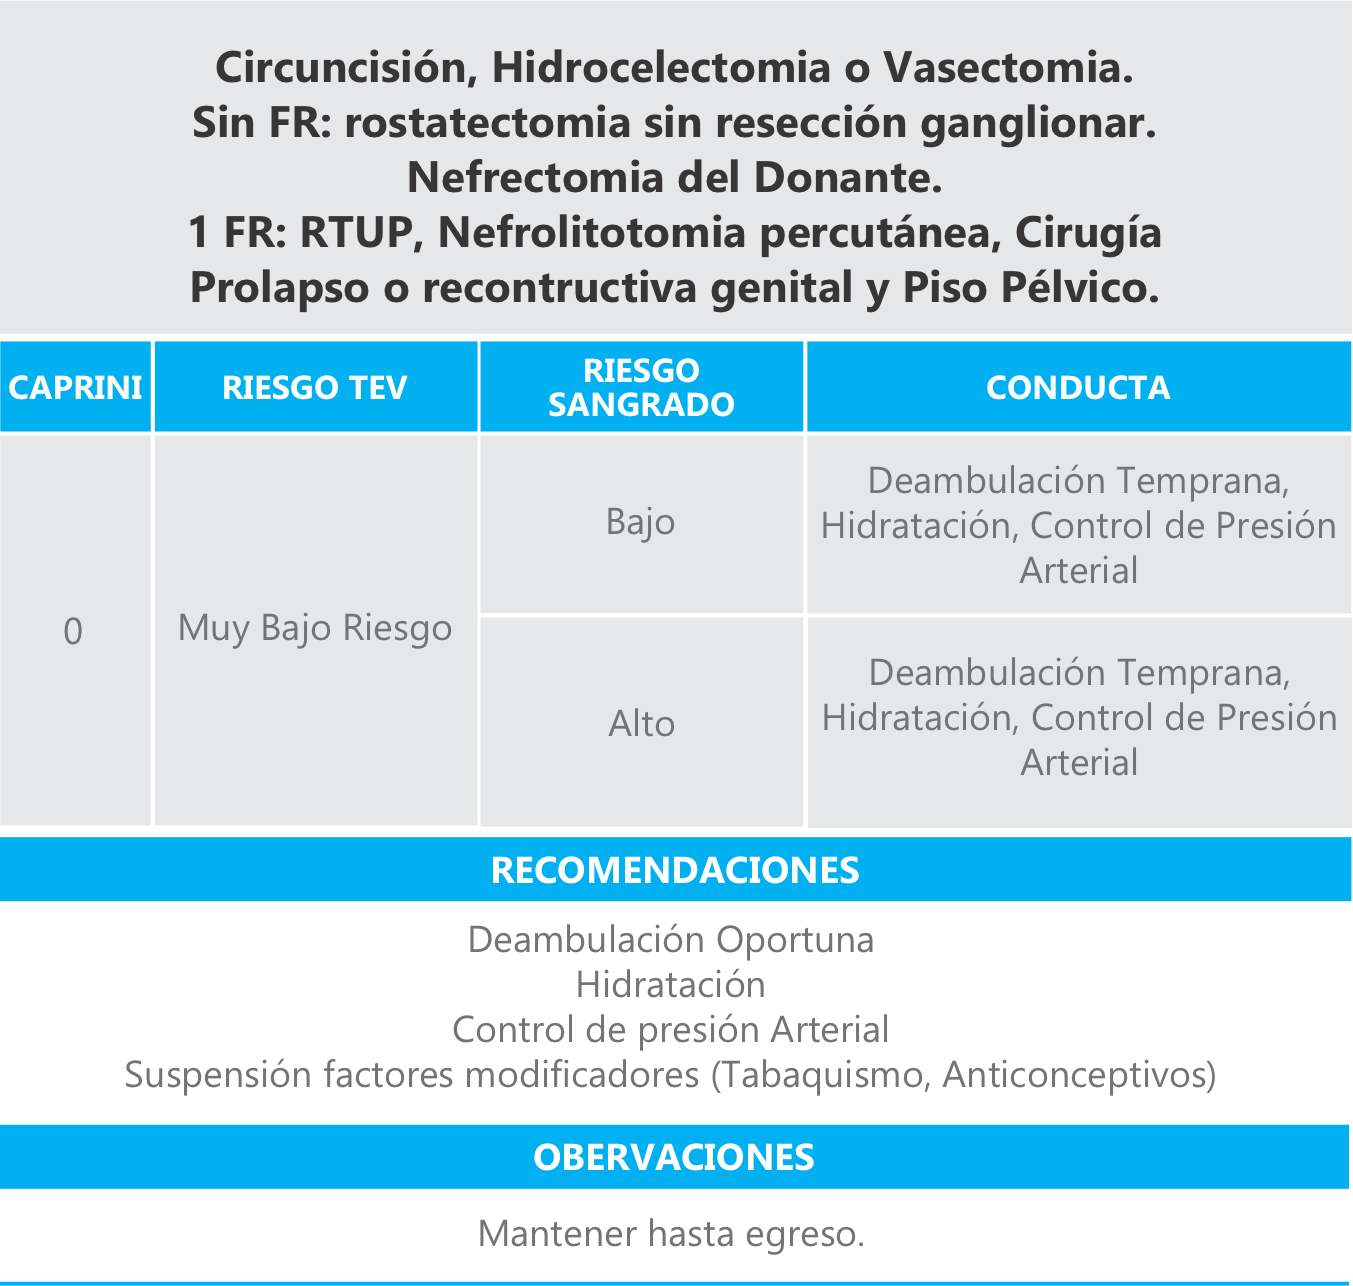 Circuncisión, Hidrocelectomia o Vasectomia.
Sin FR: rostatectomia sin resección ganglionar.
Nefrectomia del Donante.
1 FR: RTUP, Nefrolitotomia percutánea, Cirugía
Prolapso o recontructiva genital y Piso Pélvico.
CAPRINI
RIESGO TEV
RIESGO
SANGRADO
CONDUCTA
0
Muy Bajo Riesgo
Bajo
Deambulación Temprana,
Hidratación, Control de Presión
Arterial
Alto
Deambulación Temprana,
Hidratación, Control de Presión
Arterial
RECOMENDACIONES
Deambulación Oportuna
Hidratación
Control de presión Arterial
Suspensión factores modificadores (Tabaquismo, Anticonceptivos)
OBERVACIONES
Mantener hasta egreso.